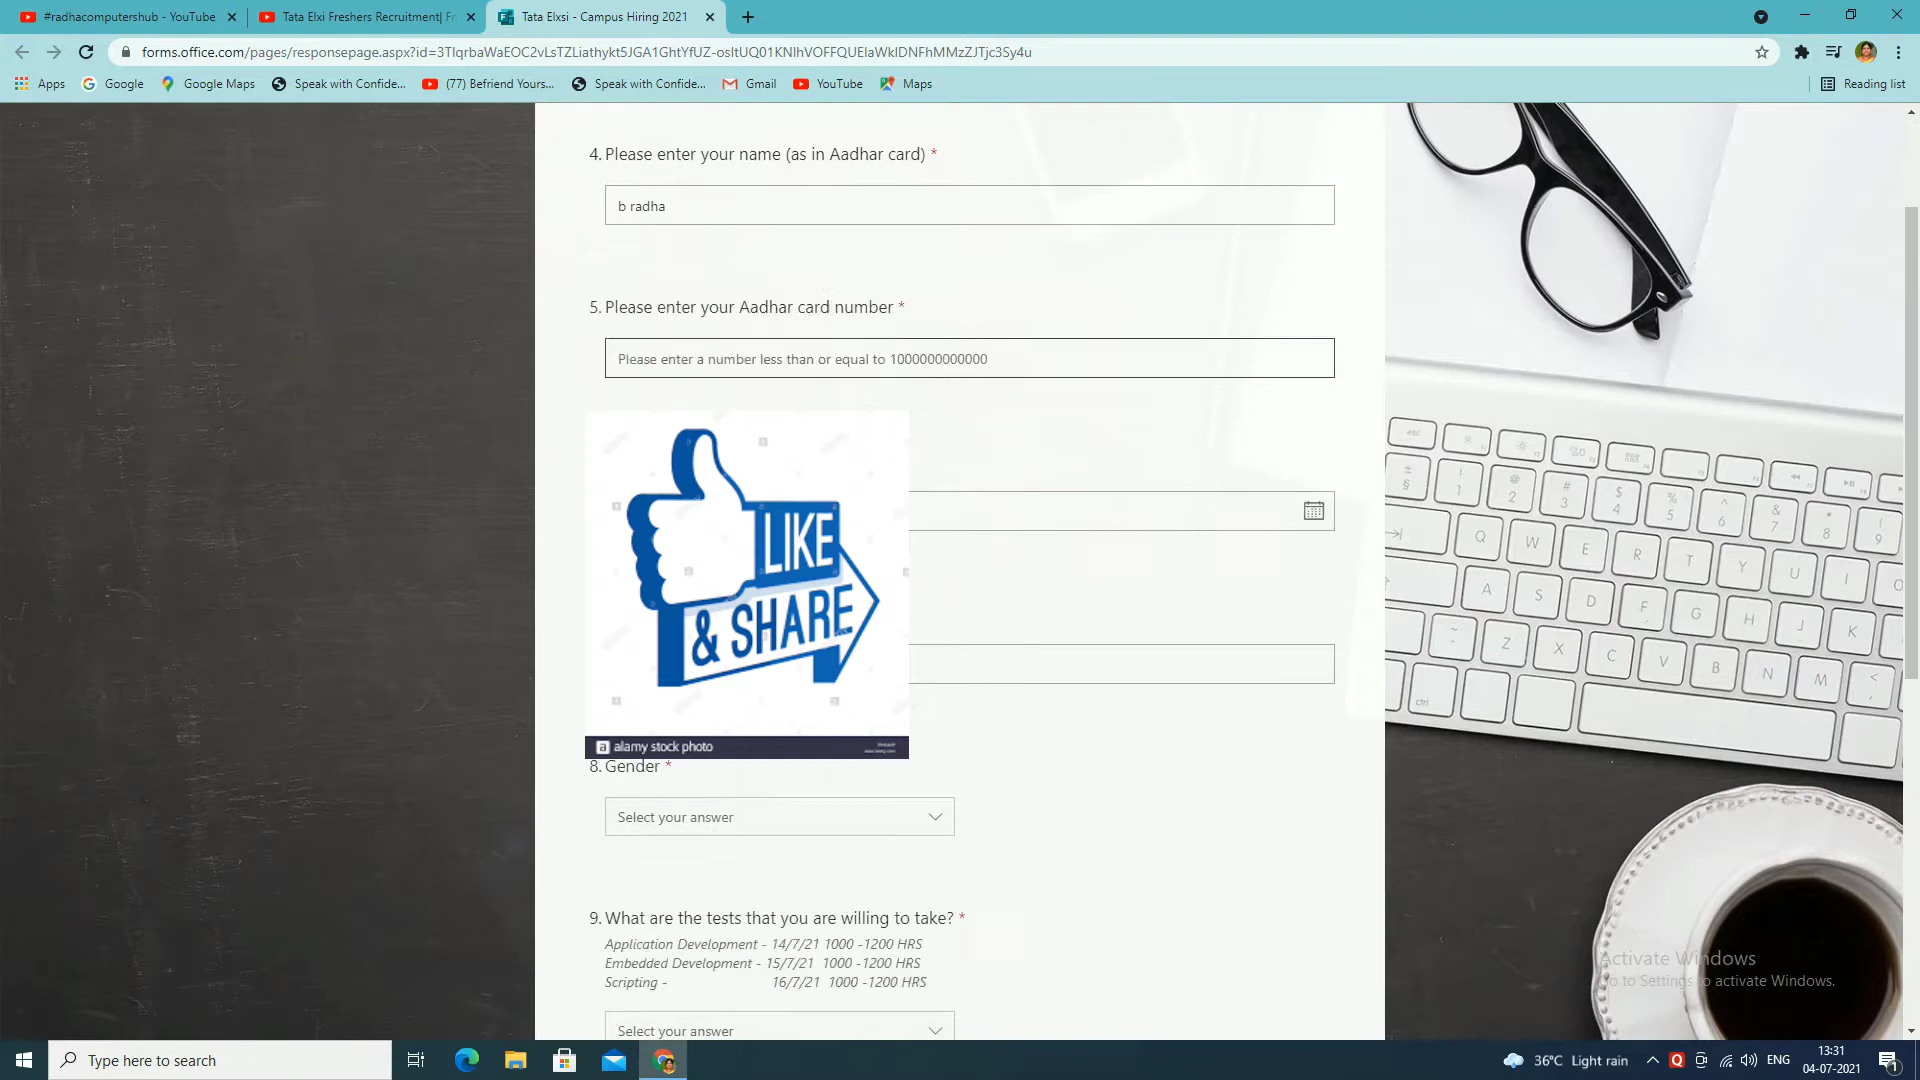 #radhacomputershub - YouTube
Tata Elxi Freshers Recruitment| Fr
Tata Elxsi - Campus Hiring 2021
forms.office.com/pages/responsepage.aspx?id=3TIqrbaWaEOC2vLsTZLiathykt5JGA1GhtYfUZ-osItUQ01KNlhVOFFQUElaWklDNFhMMzZJTjc3Sy4u
Apps
Google
Google Maps
Speak with Confide...
(77) Befriend Yours...
Speak with Confide...
Gmail
YouTube
Maps
Reading list
4. Please enter your name (as in Aadhar card) *
b radha
5. Please enter your Aadhar card number *
Please enter a number less than or equal to 1000000000000
LIKE
& SHARE
a alamy stock photo
8. Gender *
Select your answer
9. What are the tests that you are willing to take? *
Application Development - 14/7/21 1000 -1200 HRS
Embedded Development - 15/7/21 1000 -1200 HRS
Scripting - 16/7/21 1000 -1200 HRS
Select your answer
Activate Windows
Go to Settings to activate Windows.
Type here to search
36°C Light rain
ENG
13:31
04-07-2021